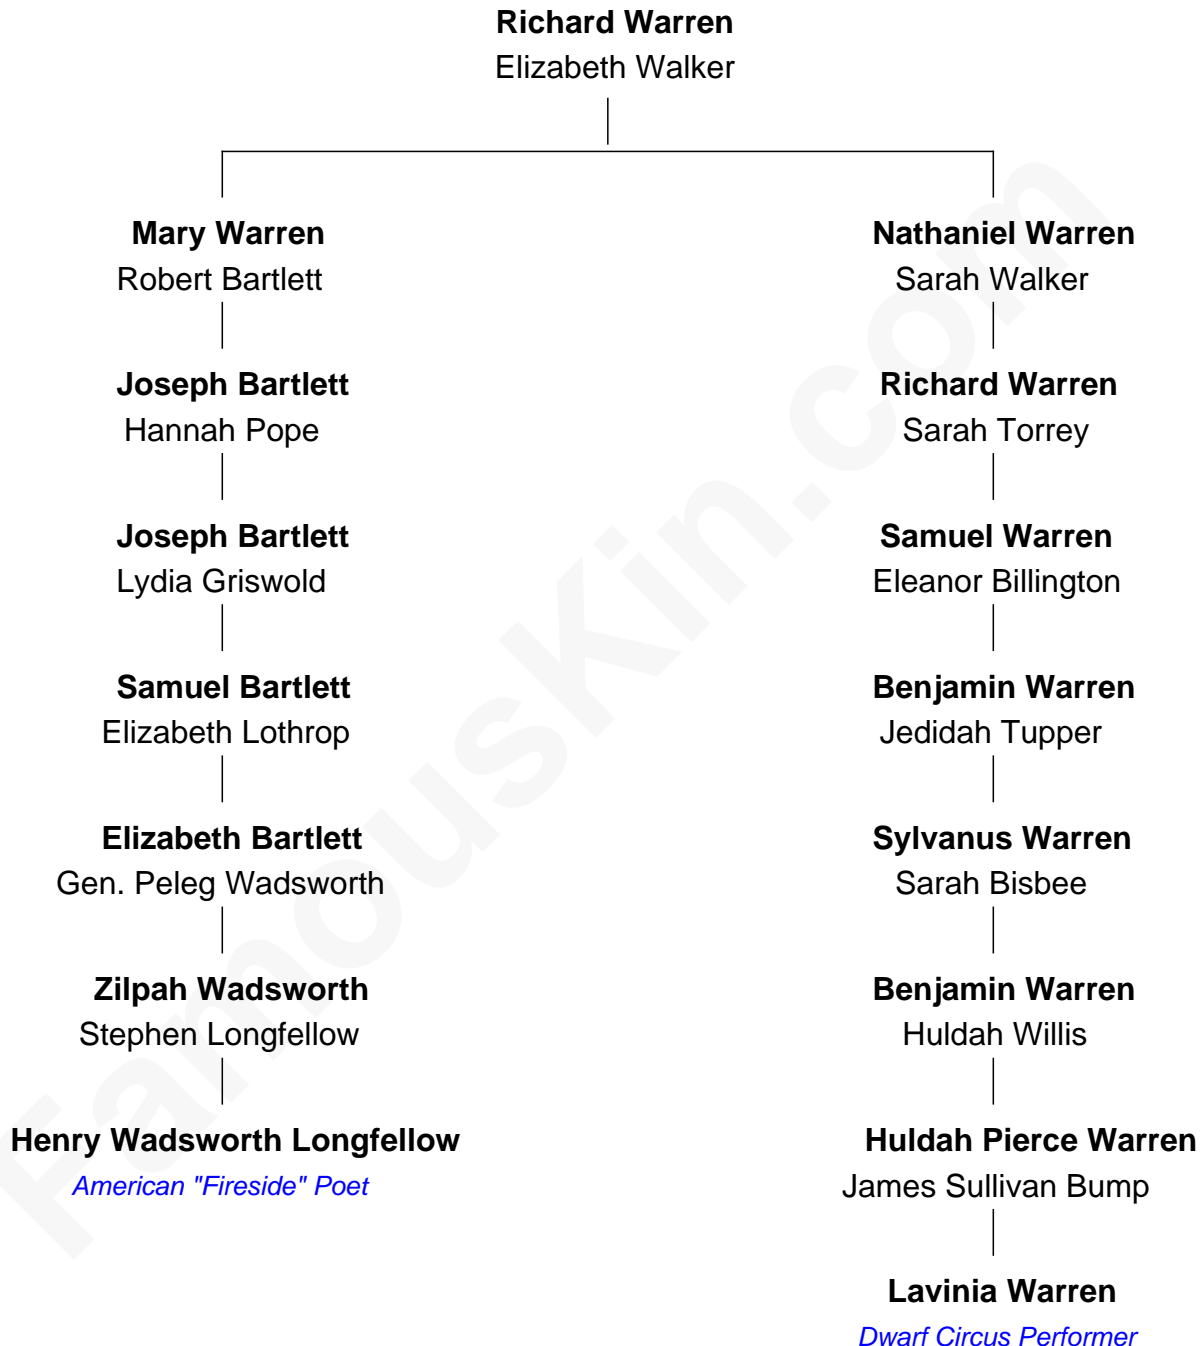 Richard Warren
Elizabeth Walker
Mary Warren
Robert Bartlett
Nathaniel Warren
Sarah Walker
Joseph Bartlett
Hannah Pope
Richard Warren
Sarah Torrey
Joseph Bartlett
Lydia Griswold
Samuel Warren
Eleanor Billington
Samuel Bartlett
Elizabeth Lothrop
Benjamin Warren
Jedidah Tupper
Elizabeth Bartlett
Gen. Peleg Wadsworth
Sylvanus Warren
Sarah Bisbee
Zilpah Wadsworth
Stephen Longfellow
Benjamin Warren
Huldah Willis
Henry Wadsworth Longfellow
American "Fireside" Poet
Huldah Pierce Warren
James Sullivan Bump
Lavinia Warren
Dwarf Circus Performer
FamousKin.com